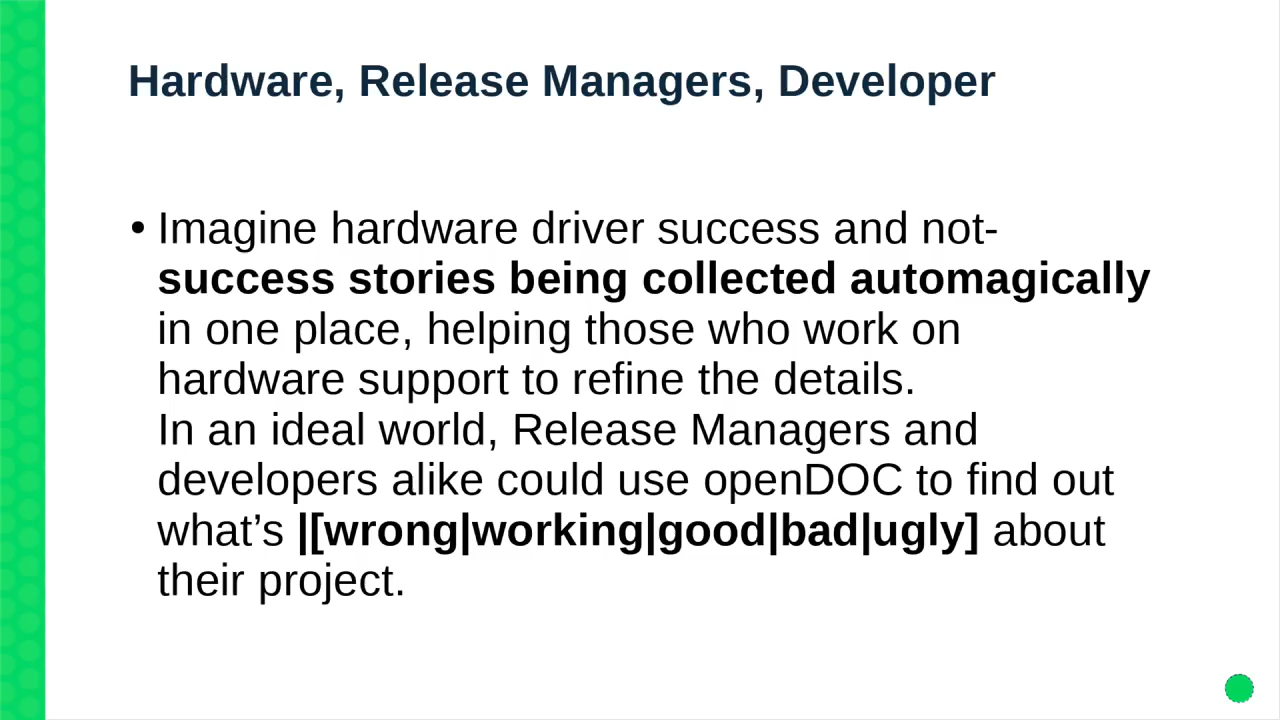 Hardware, Release Managers, Developer
• Imagine hardware driver success and not-
success stories being collected automagically
in one place, helping those who work on
hardware support to refine the details.
In an ideal world, Release Managers and
developers alike could use openDOC to find out
what’s |[wrong|working|good|bad|ugly] about
their project.